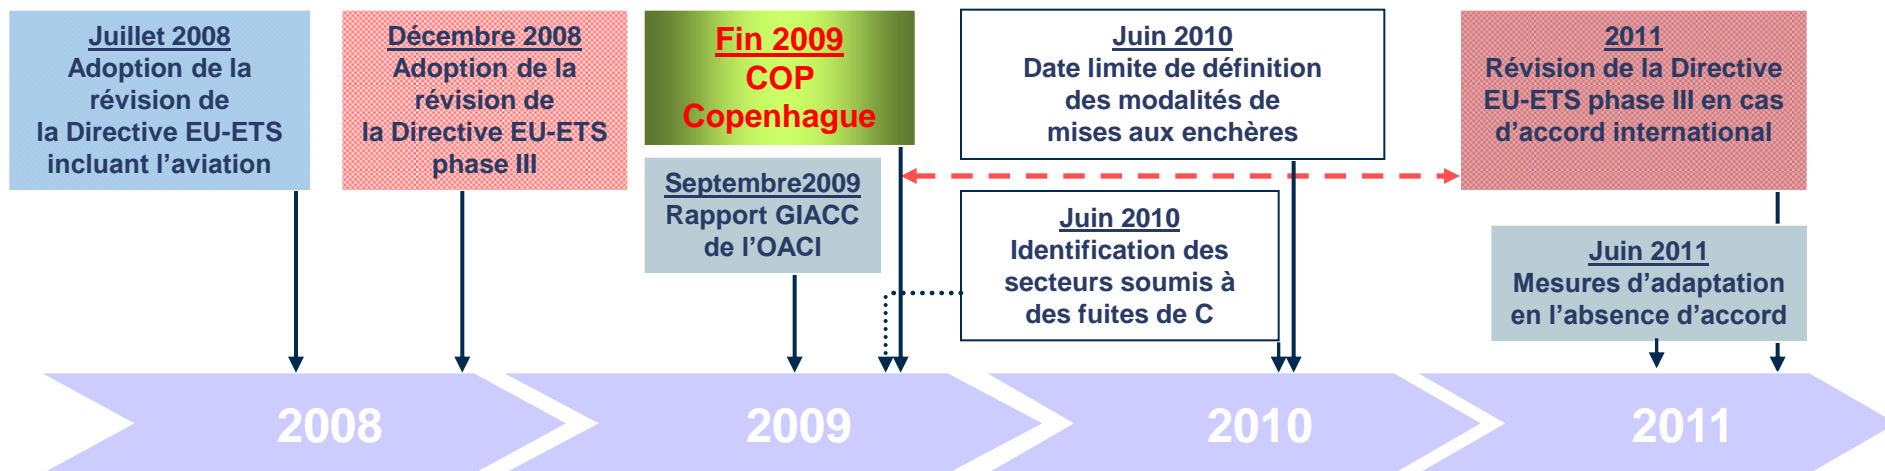 Juillet 2008
Adoption de la
révision de
la Directive EU-ETS
incluant l'aviation
Décembre 2008
Adoption de la
révision de
la Directive EU-ETS
phase III
Fin 2009
COP
Copenhague
Septembre2009
Rapport GIACC
de l'OACI
Juin 2010
Date limite de définition
des modalités de
mises aux enchères
Juin 2010
Identification des
secteurs soumis à
des fuites de C
2011
Révision de la Directive
EU-ETS phase III en cas
d'accord international
Juin 2011
Mesures d'adaptation
en l'absence d'accord
2008
2009
2010
2011